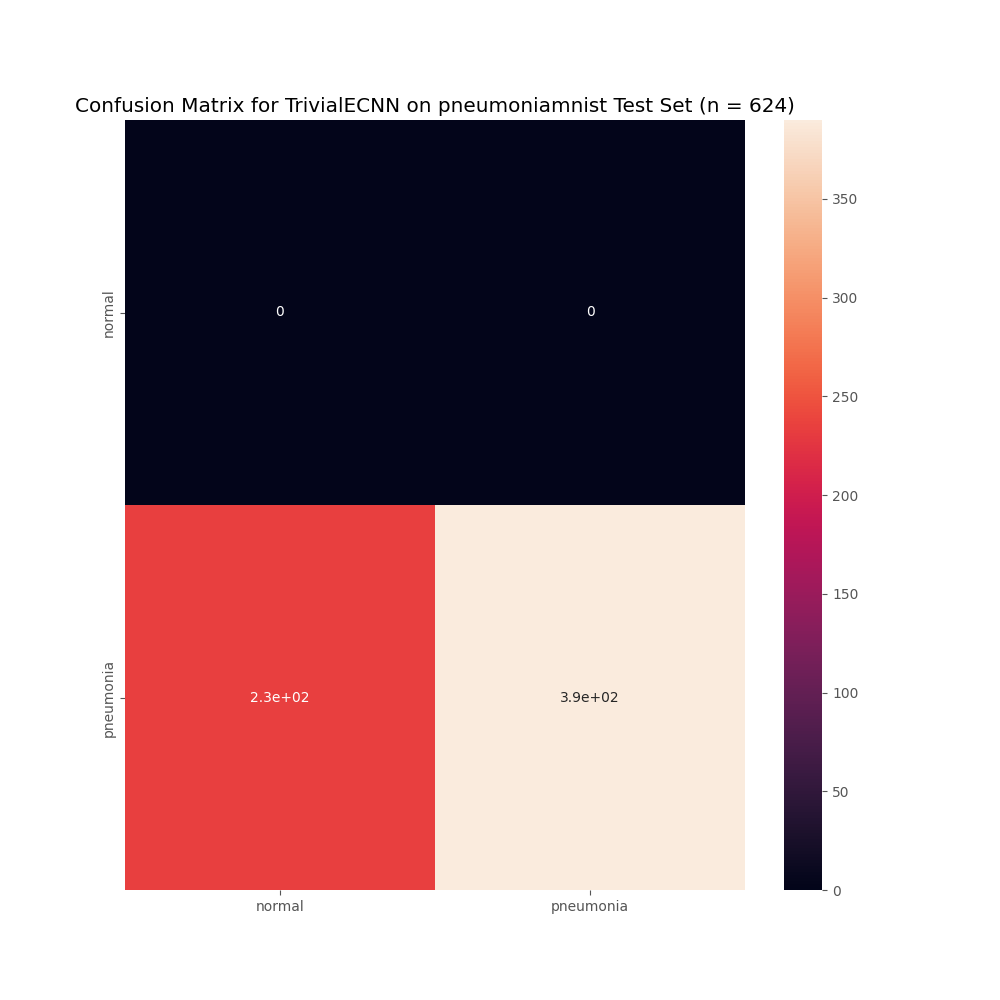 Confusion Matrix for TrivialECNN on pneumoniamnist Test Set (n = 624)
normal
0
0
pneumonia
2.3e+02
3.9e+02
normal
pneumonia
350
300
250
200
150
100
50
0